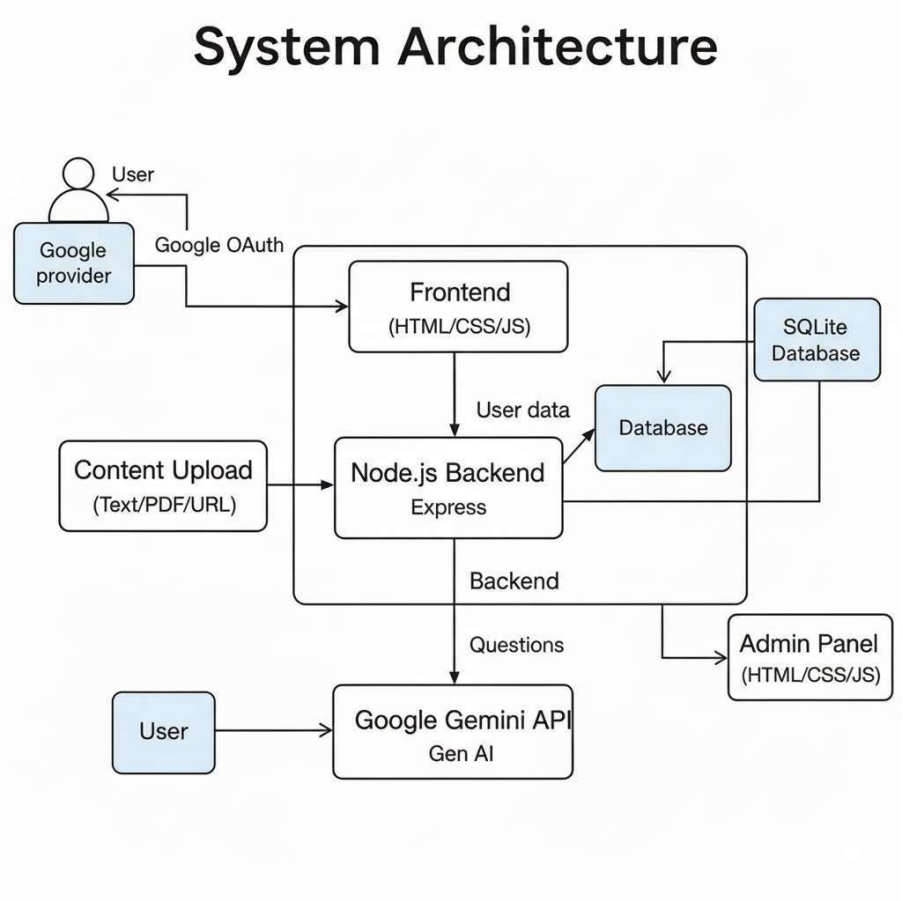 System Architecture
User
Google OAuth
Google
provider
Frontend
(HTML/CSS/JS)
SQLite
Database
User data
Database
Content Upload
(Text/PDF/URL)
Node.js Backend
Express
Backend
Questions
Admin Panel
(HTML/CSS/JS)
User
Google Gemini API
Gen AI